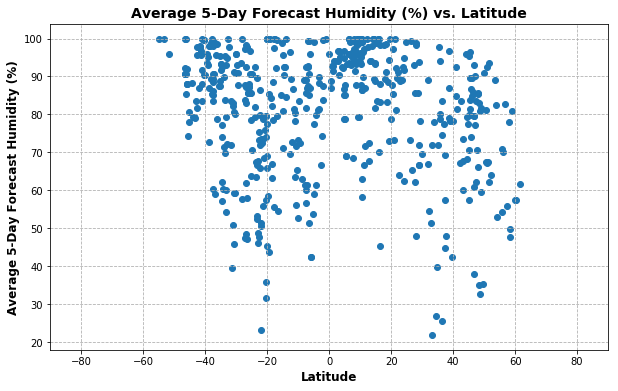 Average 5-Day Forecast Humidity (%) vs. Latitude
Average 5-Day Forecast Humidity (%)
100
90
80
70
60
50
40
30
20
−80 −60 −40 −20 0 20 40 60 80
Latitude